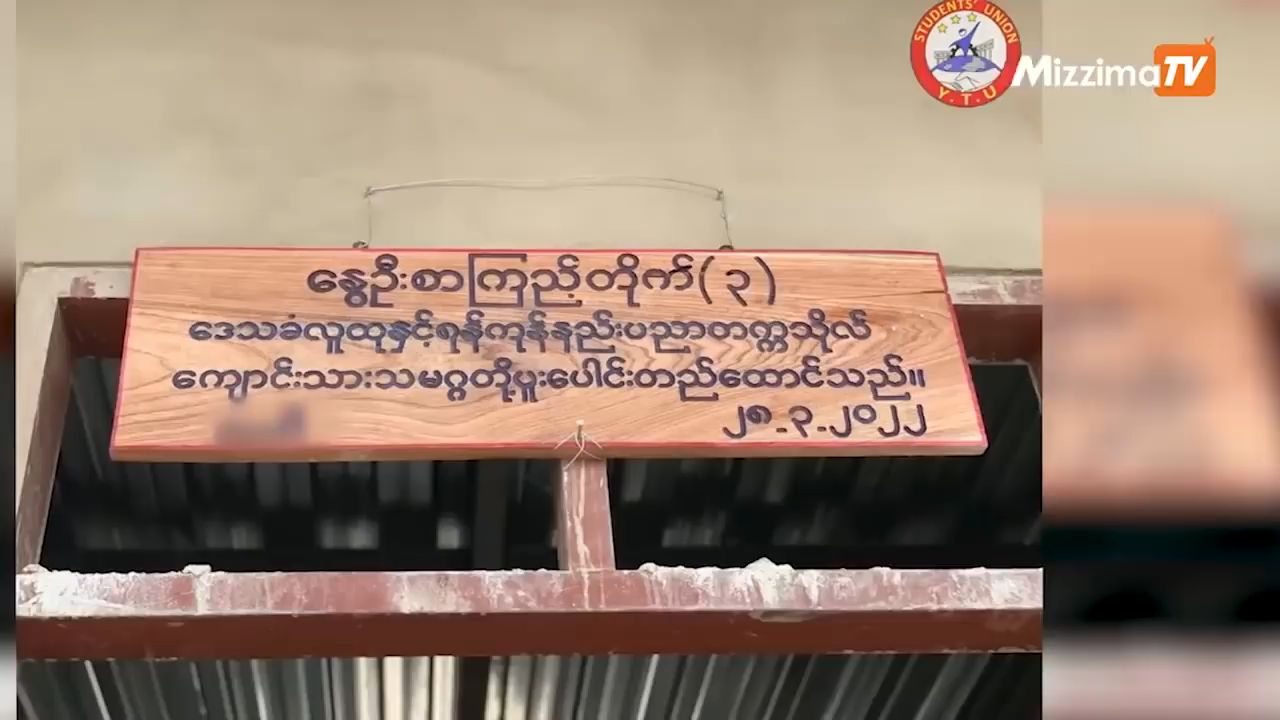 STUDENTS' UNION
Y.T.U
Mizzima TV
နွေဦးစာကြည့်တိုက်(၃)
ဒေသခံလူထုနှင့်ရန်ကုန်နည်းပညာတက္ကသိုလ်
ကျောင်းသားသမဂ္ဂတို့ပူးပေါင်းတည်ထောင်သည်။
၂၈.၃.၂၀၂၂